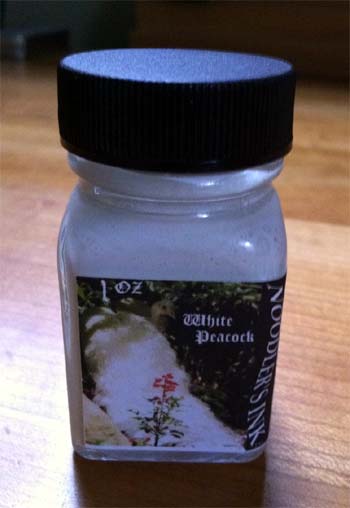 1 OZ
White
Peacock
NOODLER'S INK